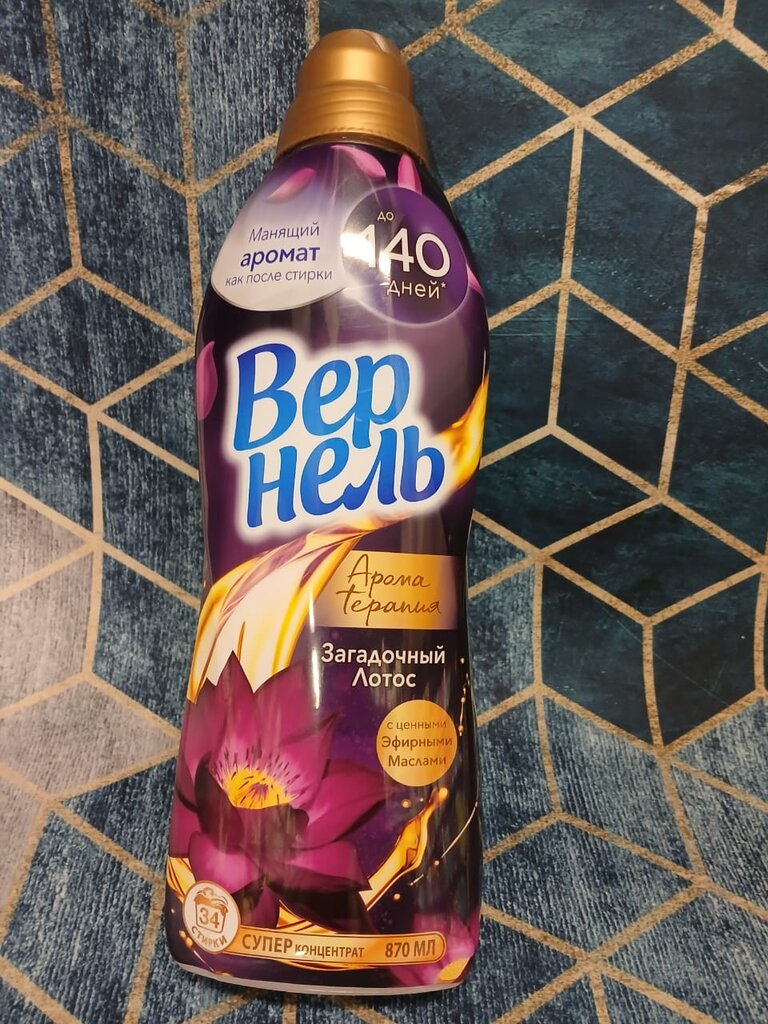 Манящий
аромат
как после стирки
до
140
дней*
Вер
нель
Арома
Терапия
Загадочный
Лотос
с ценными
Эфирными
Маслами
34
СТИРКИ
СУПЕР КОНЦЕНТРАТ 870 МЛ